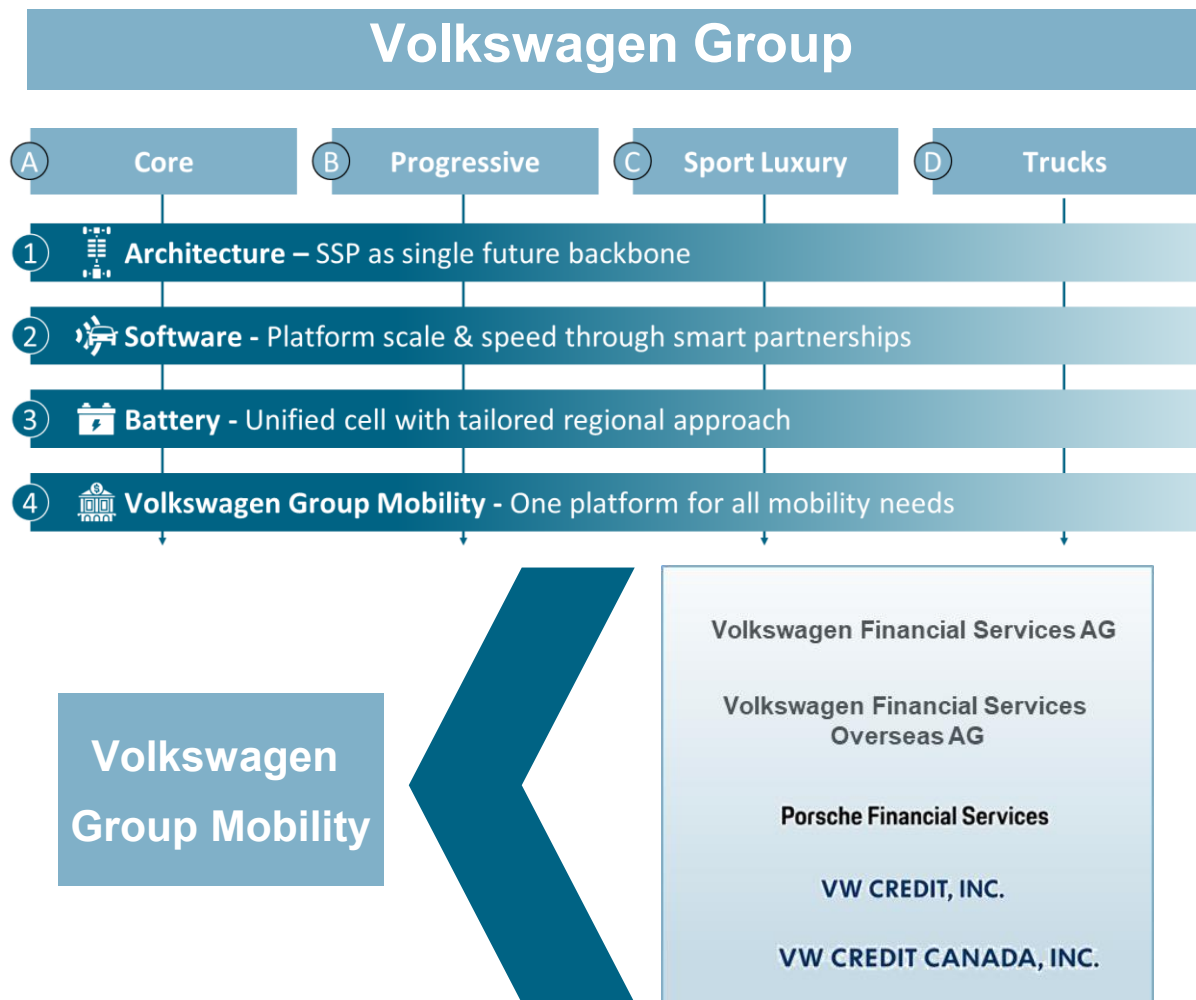 Volkswagen Group
A Core
B Progressive
C Sport Luxury
D Trucks
1 Architecture – SSP as single future backbone
2 Software - Platform scale & speed through smart partnerships
3 Battery - Unified cell with tailored regional approach
4 Volkswagen Group Mobility - One platform for all mobility needs
Volkswagen
Group Mobility
Volkswagen Financial Services AG
Volkswagen Financial Services
Overseas AG
Porsche Financial Services
VW CREDIT, INC.
VW CREDIT CANADA, INC.